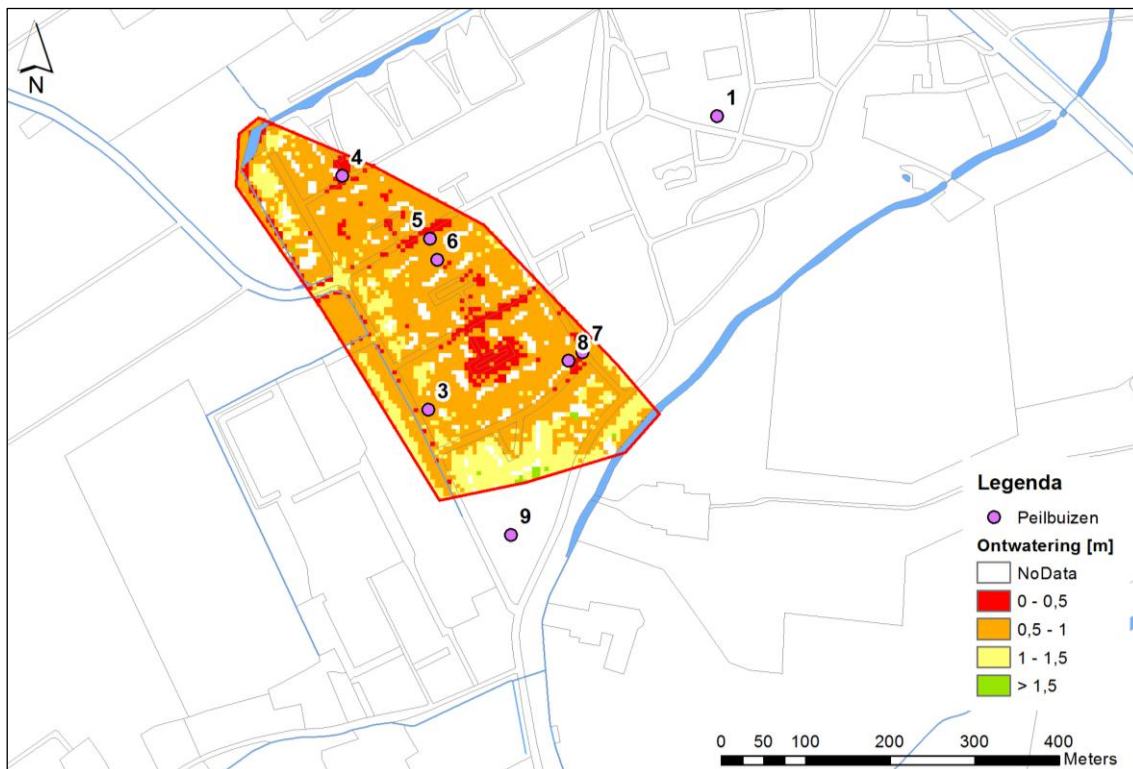 N
1
4
5
6
7
8
3
9
Legenda
Peilbuizen
Ontwatering [m]
NoData
0 - 0,5
0,5 - 1
1 - 1,5
> 1,5
0 50 100 200 300 400
Meters